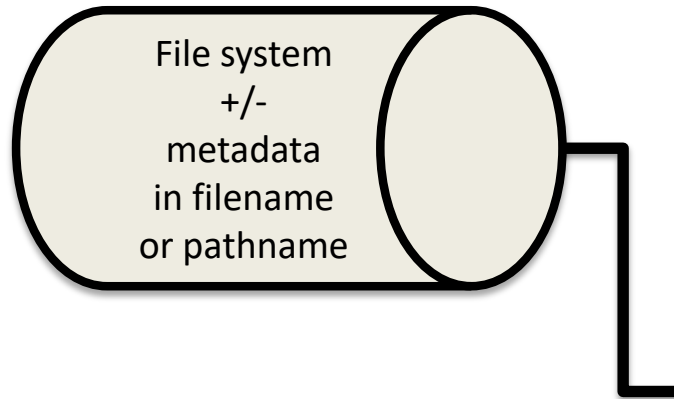 File system
+/-
metadata
in filename
or pathname